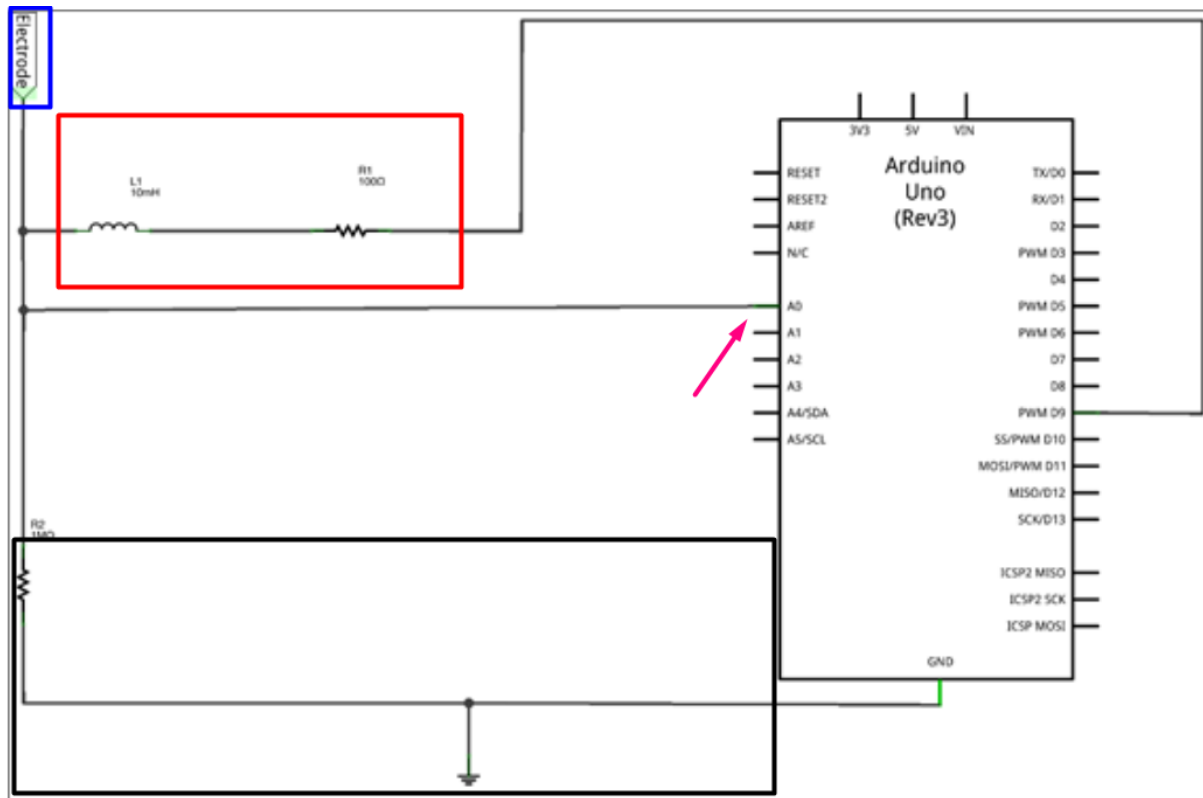 Electrode
L1
10mH
R1
100Ω
R2
1MΩ
3V3 5V VIN
Arduino
Uno
(Rev3)
RESET
RESET2
AREF
N/C
A0
A1
A2
A3
A4/SDA
A5/SCL
TX/D0
RX/D1
D2
PWM D3
D4
PWM D5
PWM D6
D7
D8
PWM D9
SS/PWM D10
MOSI/PWM D11
MISO/D12
SCK/D13
ICSP2 MISO
ICSP2 SCK
ICSP MOSI
GND